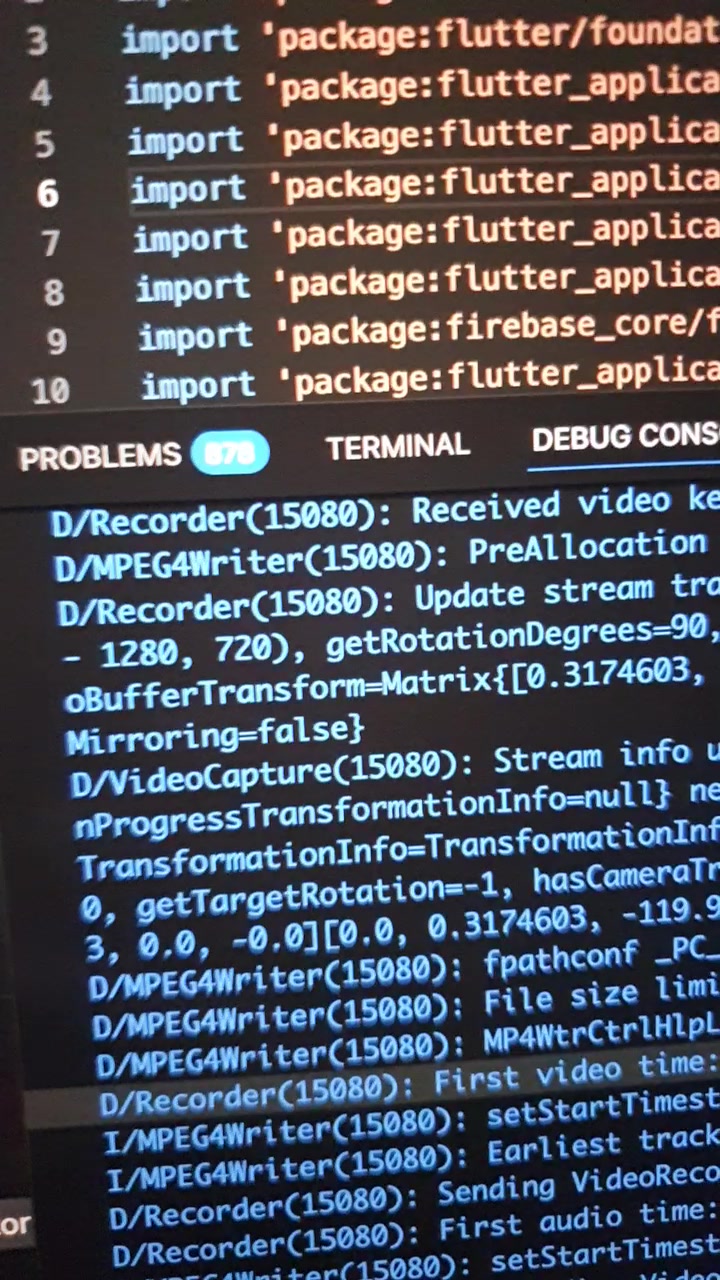 3 import 'package:flutter/foundat
4 import 'package:flutter_applica
5 import 'package:flutter_applica
6 import 'package:flutter_applica
7 import 'package:flutter_applica
8 import 'package:flutter_applica
9 import 'package:firebase_core/f
10 import 'package:flutter_applica
PROBLEMS 878 TERMINAL DEBUG CONS
D/Recorder(15080): Received video ke
D/MPEG4Writer(15080): PreAllocation
D/Recorder(15080): Update stream tra
- 1280, 720), getRotationDegrees=90,
oBufferTransform=Matrix{[0.3174603,
Mirroring=false}
D/VideoCapture(15080): Stream info u
nProgressTransformationInfo=null} ne
TransformationInfo=TransformationInf
0, getTargetRotation=-1, hasCameraTr
3, 0.0, -0.0][0.0, 0.3174603, -119.9
D/MPEG4Writer(15080): fpathconf _PC_
D/MPEG4Writer(15080): File size limi
D/MPEG4Writer(15080): MP4WtrCtrlHlpL
D/Recorder(15080): First video time:
I/MPEG4Writer(15080): setStartTimest
I/MPEG4Writer(15080): Earliest track
D/Recorder(15080): Sending VideoReco
D/Recorder(15080): First audio time:
setStartTimest
or